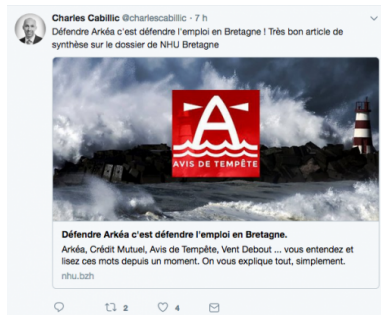 Charles Cabillic @charlescabillic · 7 h
Défendre Arkéa c'est défendre l'emploi en Bretagne ! Très bon article de
synthèse sur le dossier de NHU Bretagne
A
AVIS DE TEMPÊTE
Défendre Arkéa c'est défendre l'emploi en Bretagne.
Arkéa, Crédit Mutuel, Avis de Tempête, Vent Debout ... vous entendez et
lisez ces mots depuis un moment. On vous explique tout, simplement.
nhu.bzh
2 4